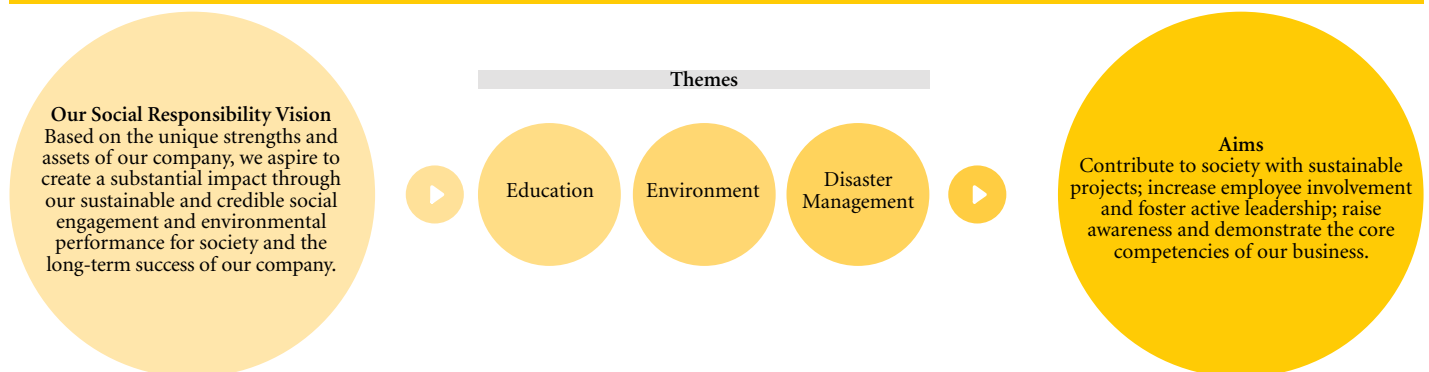 Our Social Responsibility Vision
Based on the unique strengths and
assets of our company, we aspire to
create a substantial impact through
our sustainable and credible social
engagement and environmental
performance for society and the
long-term success of our company.
Themes
Education
Environment
Disaster
Management
Aims
Contribute to society with sustainable
projects; increase employee involvement
and foster active leadership; raise
awareness and demonstrate the core
competencies of our business.